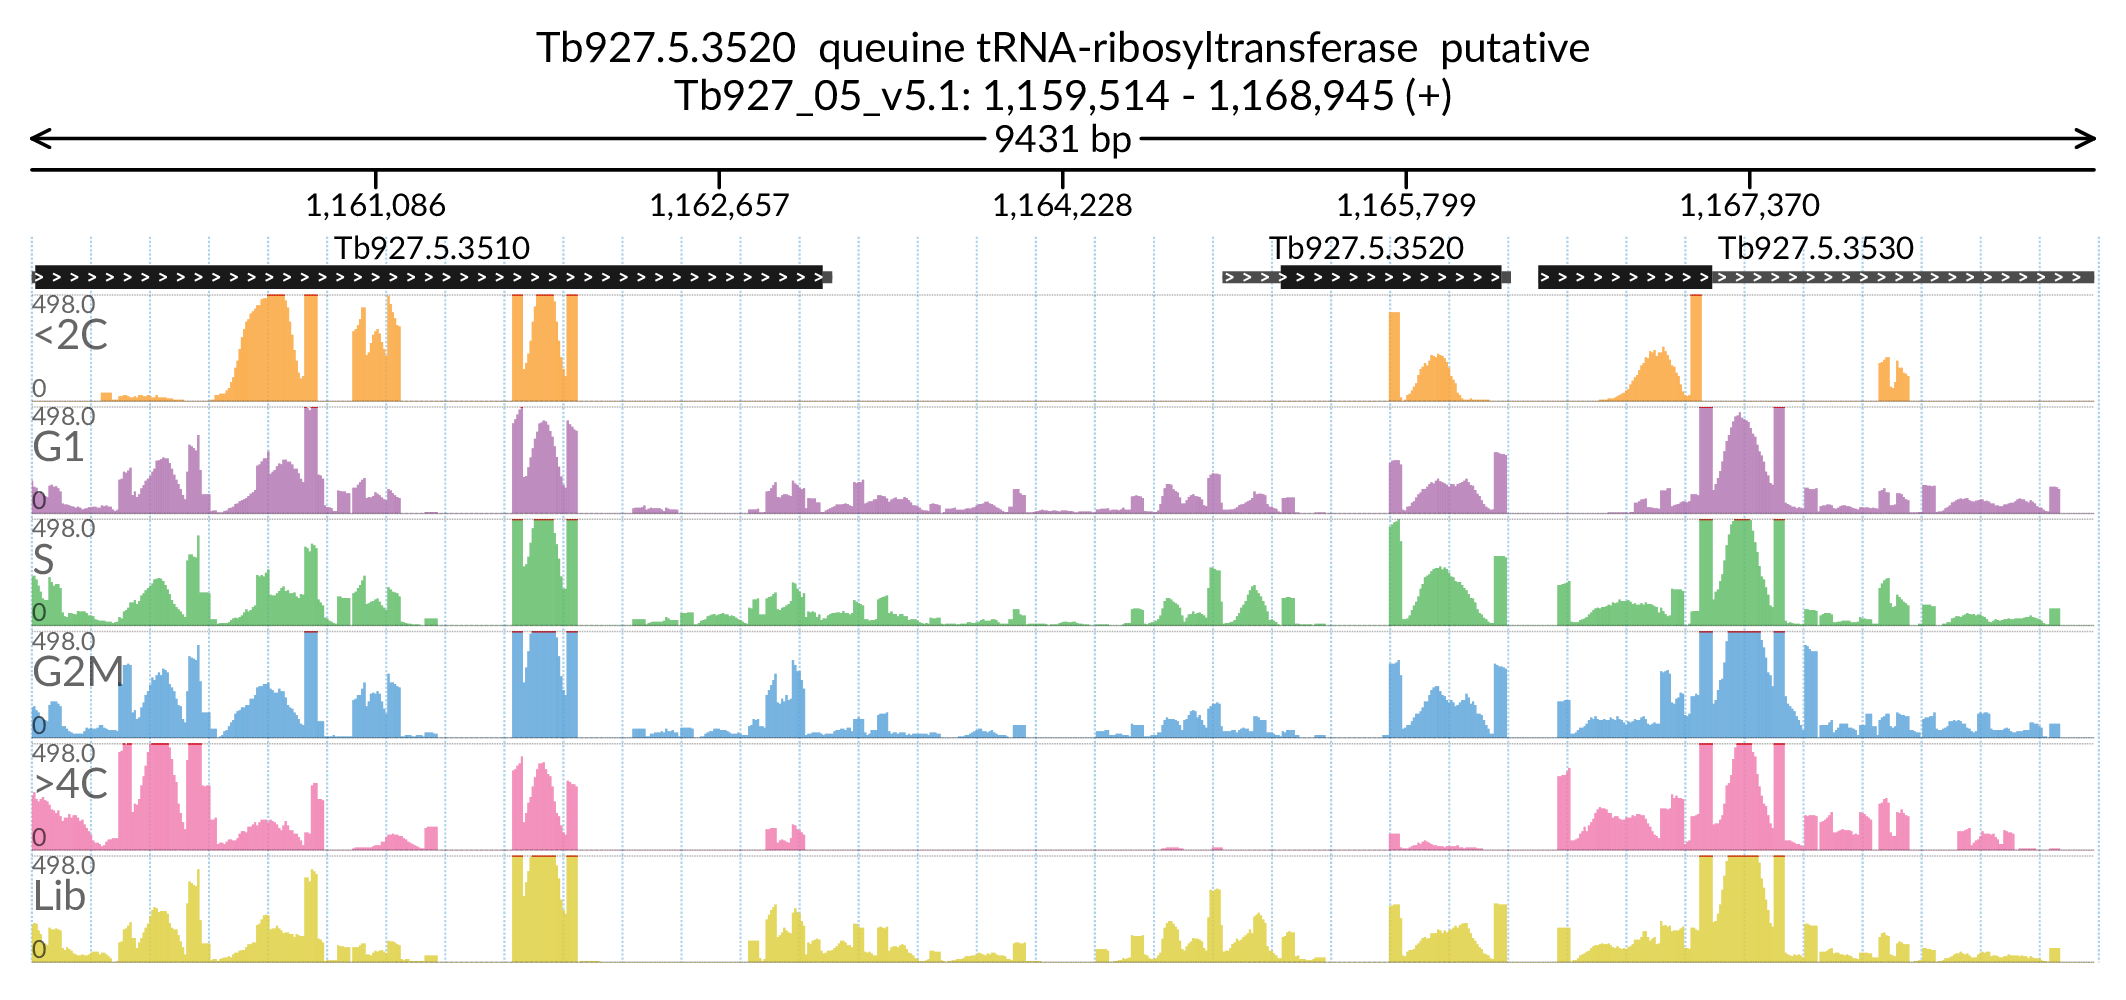 Tb927.5.3520  queuine tRNA-ribosyltransferase  putative
Tb927_05_v5.1: 1,159,514 - 1,168,945 (+)
9431 bp
1,161,086 1,162,657 1,164,228 1,165,799 1,167,370
Tb927.5.3510 Tb927.5.3520 Tb927.5.3530
498.0
<2C
0
498.0
G1
0
498.0
S
0
498.0
G2M
0
498.0
>4C
0
498.0
Lib
0